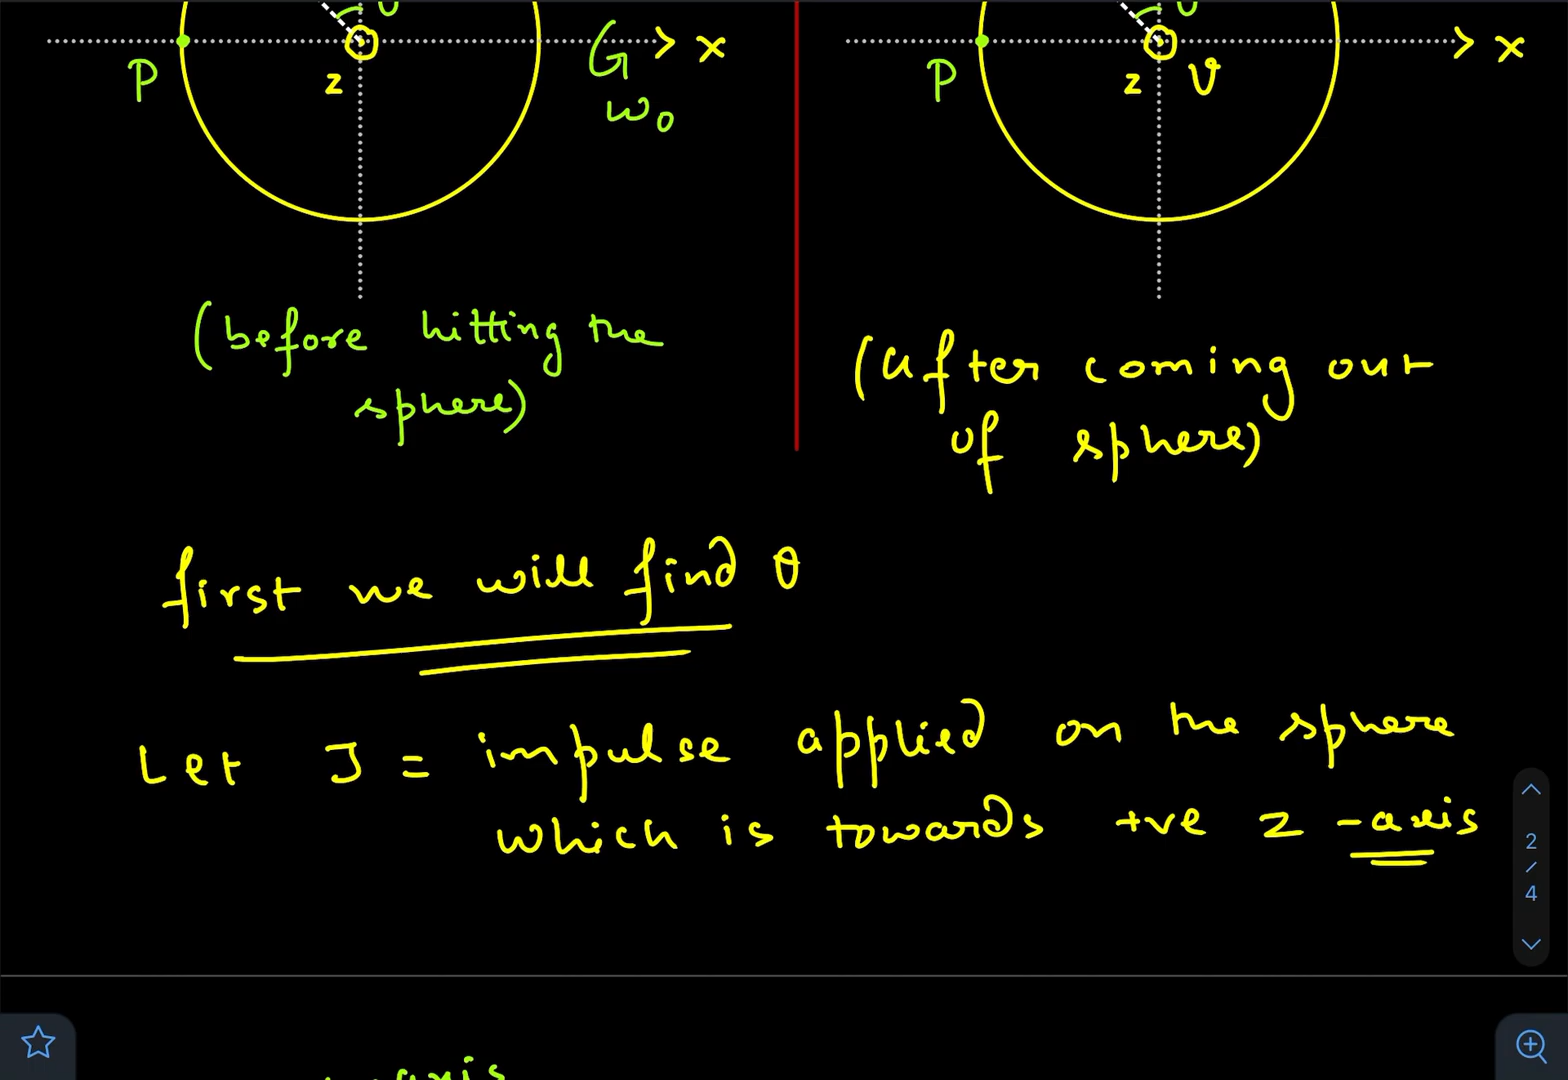 G > x > x
P z P z v
ω₀
(before hitting the
sphere)
(after coming out
of sphere)
first we will find θ
Let J = impulse applied on the sphere
which is towards +ve z-axis
2
/
4
axis